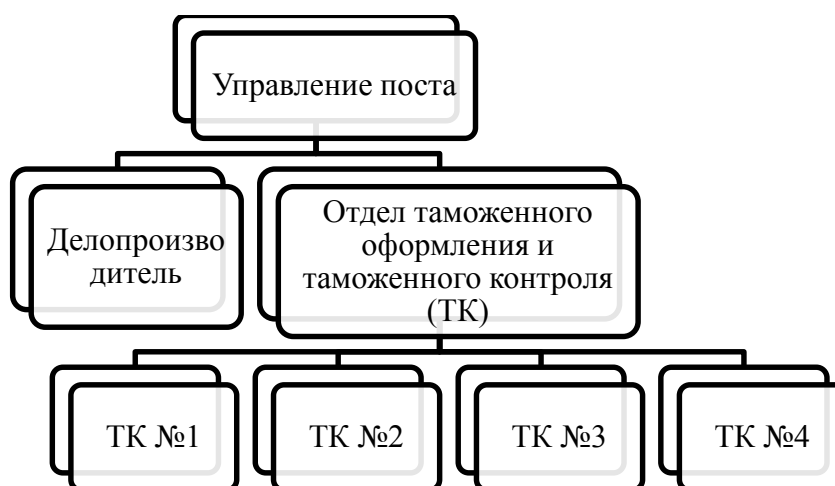 Управление поста
Делопроизво
дитель
Отдел таможенного
оформления и
таможенного контроля
(ТК)
ТК №1
ТК №2
ТК №3
ТК №4